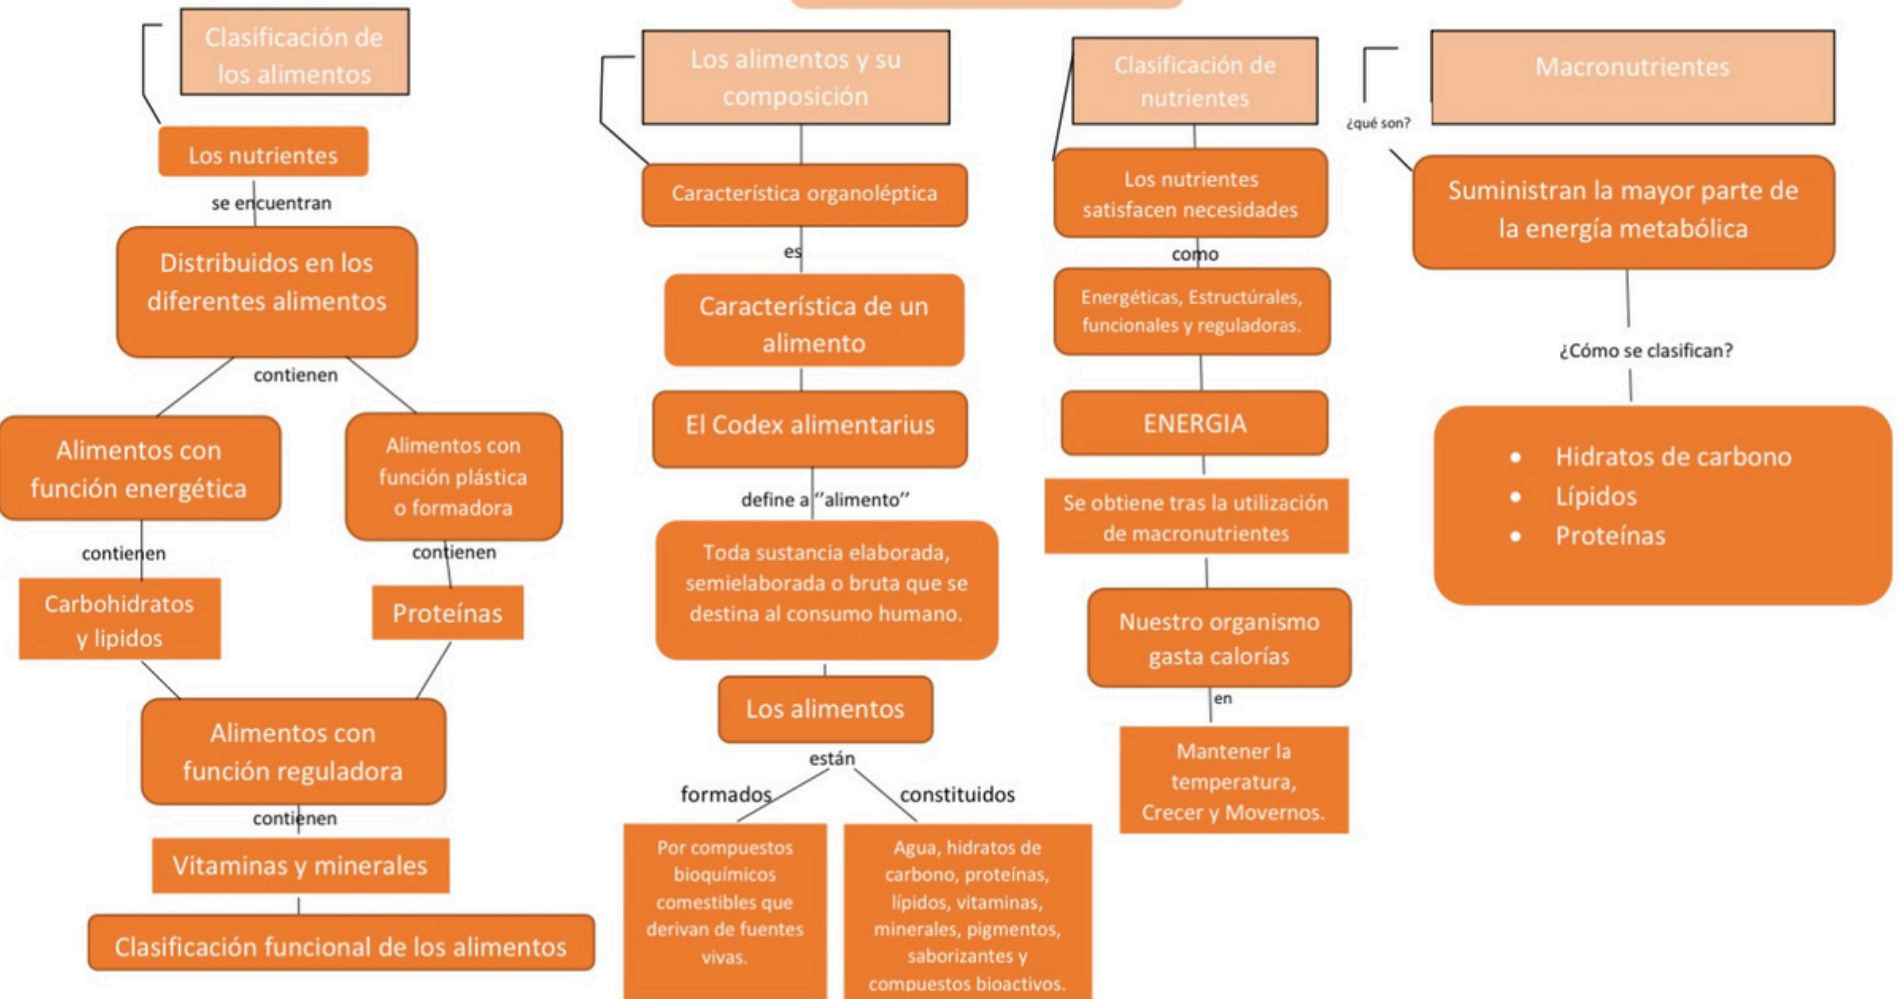 Clasificación de
los alimentos
Los nutrientes
se encuentran
Distribuidos en los
diferentes alimentos
contienen
Alimentos con
función energética
contienen
Carbohidratos
y lipidos
Alimentos con
función plástica
o formadora
contienen
Proteínas
Alimentos con
función reguladora
contienen
Vitaminas y minerales
Clasificación funcional de los alimentos
Los alimentos y su
composición
Característica organoléptica
es
Característica de un
alimento
El Codex alimentarius
define a ‘‘alimento’’
Toda sustancia elaborada,
semielaborada o bruta que se
destina al consumo humano.
Los alimentos
están
formados
Por compuestos
bioquímicos
comestibles que
derivan de fuentes
vivas.
constituidos
Agua, hidratos de
carbono, proteínas,
lípidos, vitaminas,
minerales, pigmentos,
saborizantes y
compuestos bioactivos.
Clasificación de
nutrientes
Los nutrientes
satisfacen necesidades
como
Energéticas, Estructúrales,
funcionales y reguladoras.
ENERGIA
Se obtiene tras la utilización
de macronutrientes
Nuestro organismo
gasta calorías
en
Mantener la
temperatura,
Crecer y Movernos.
Macronutrientes
¿qué son?
Suministran la mayor parte de
la energía metabólica
¿Cómo se clasifican?
• Hidratos de carbono
• Lípidos
• Proteínas